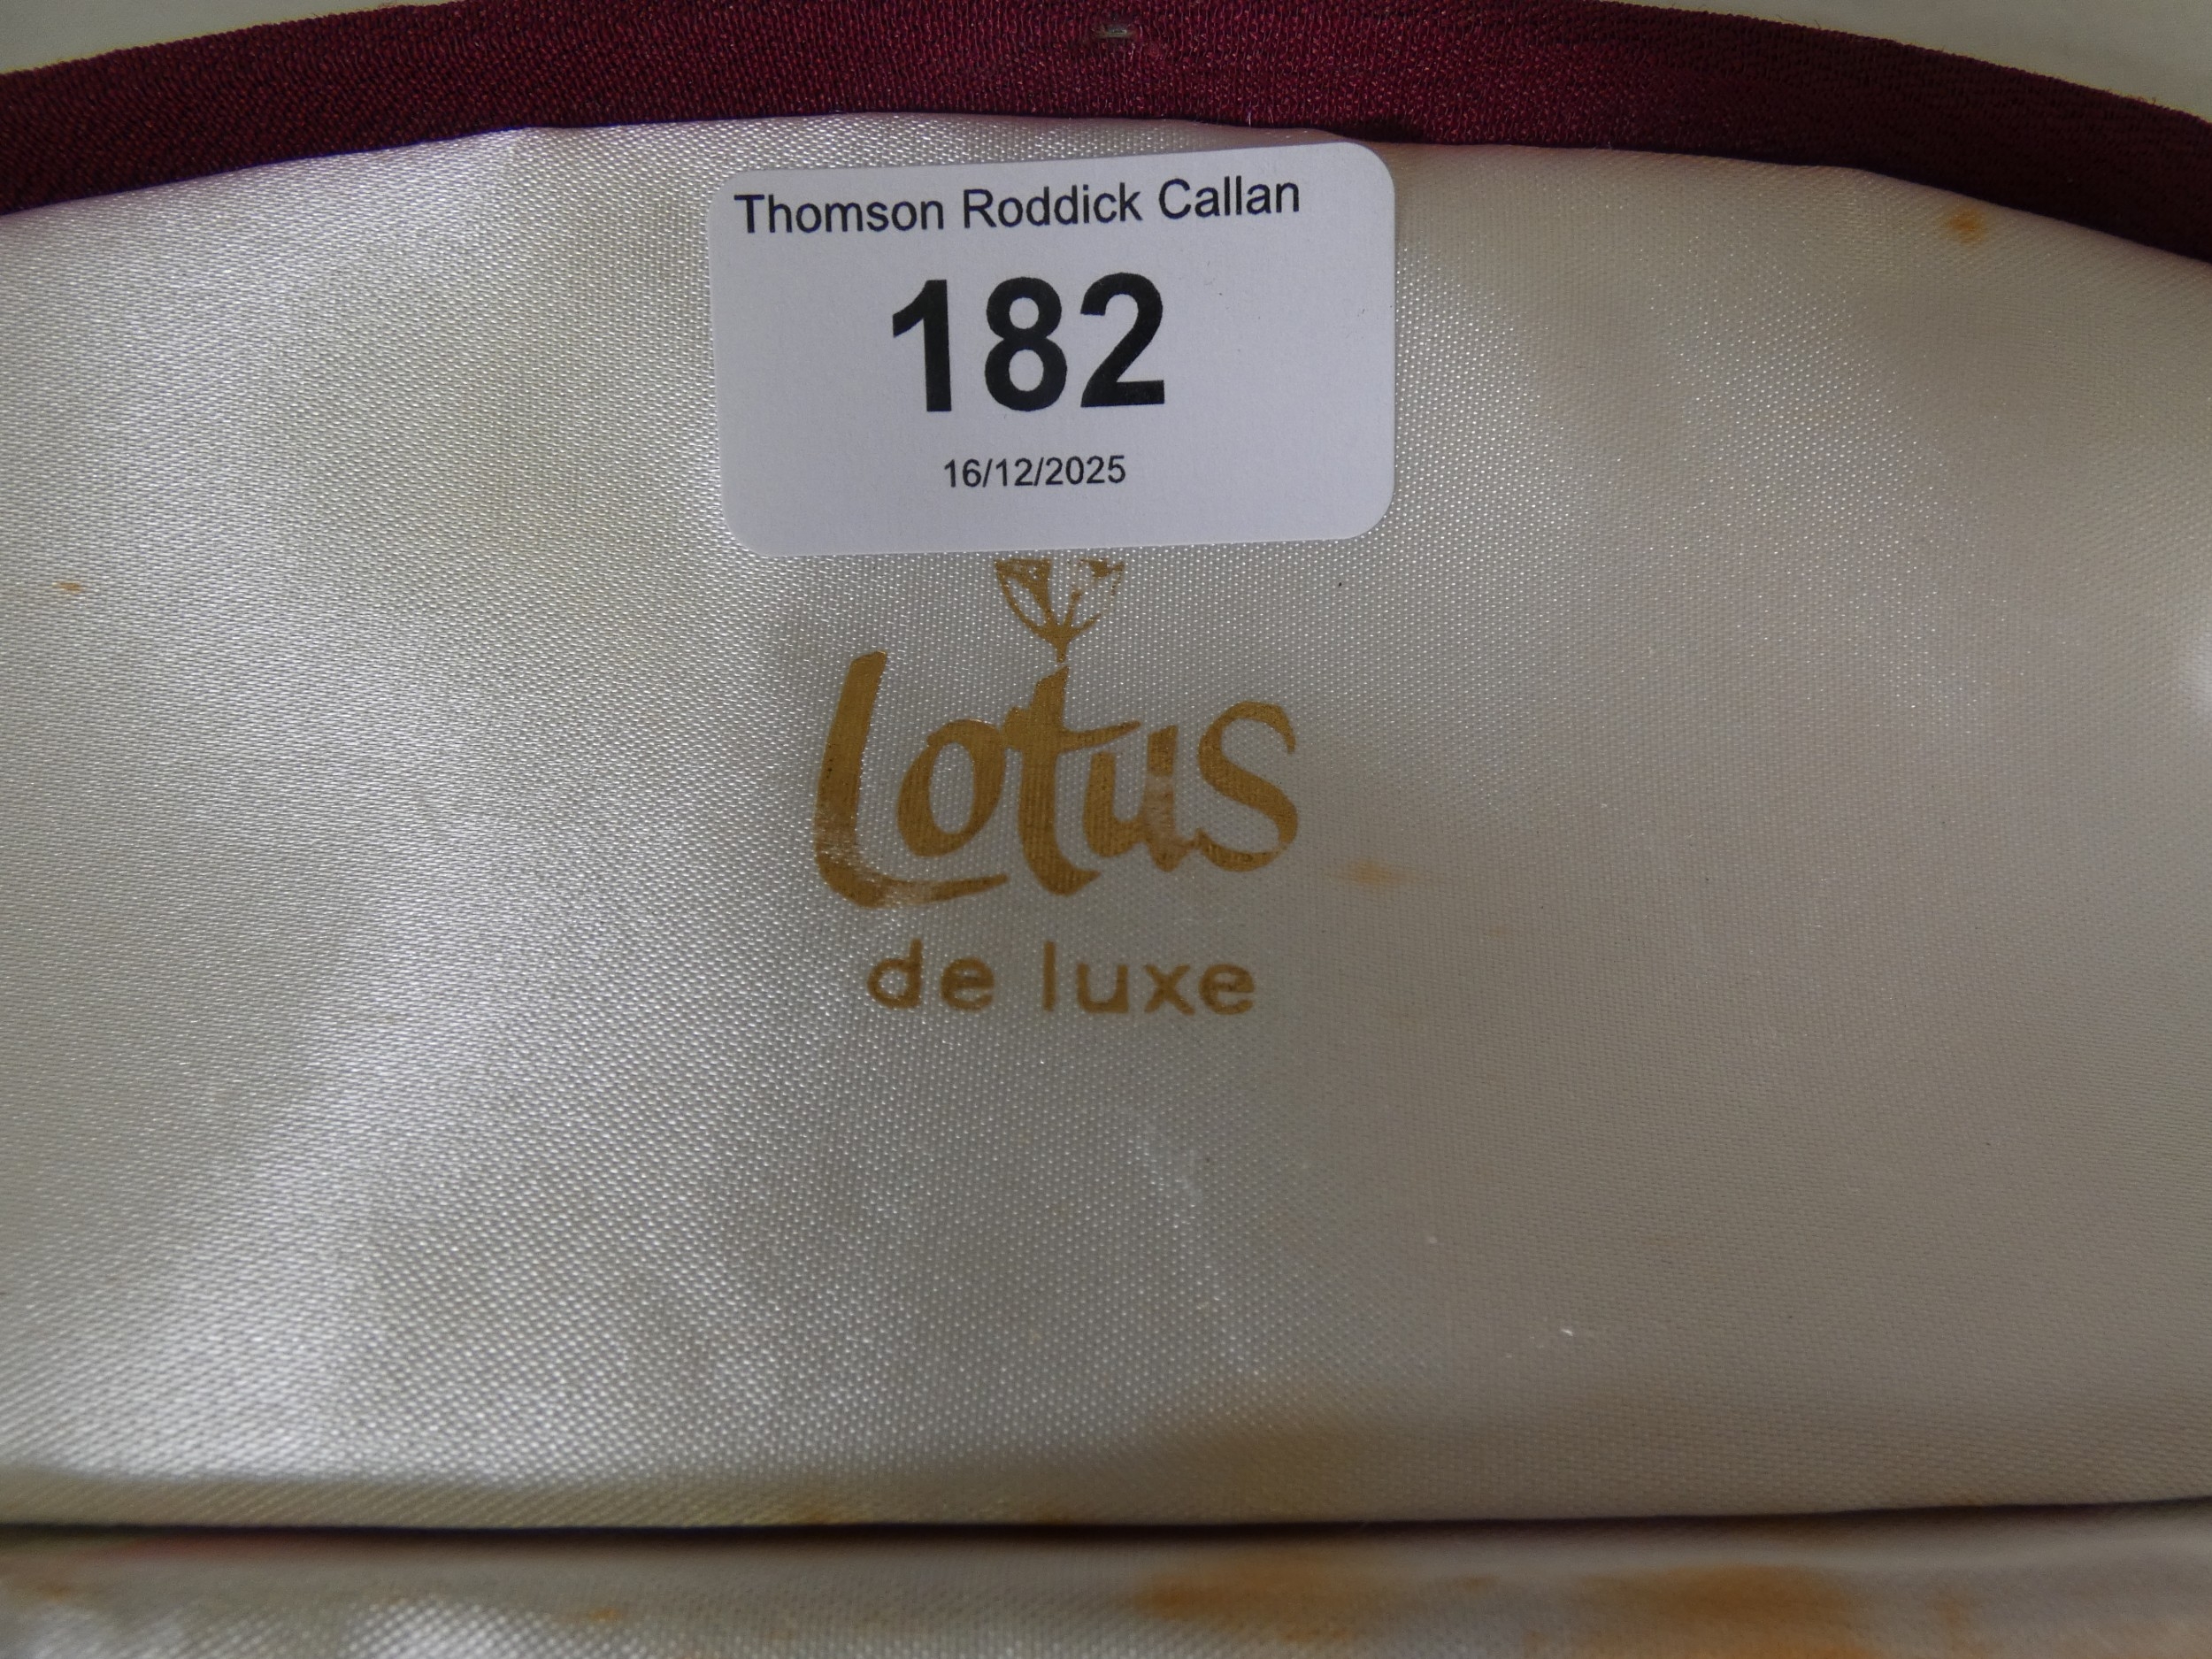 Thomson Roddick Callan
182
16/12/2025
Lotus
de luxe